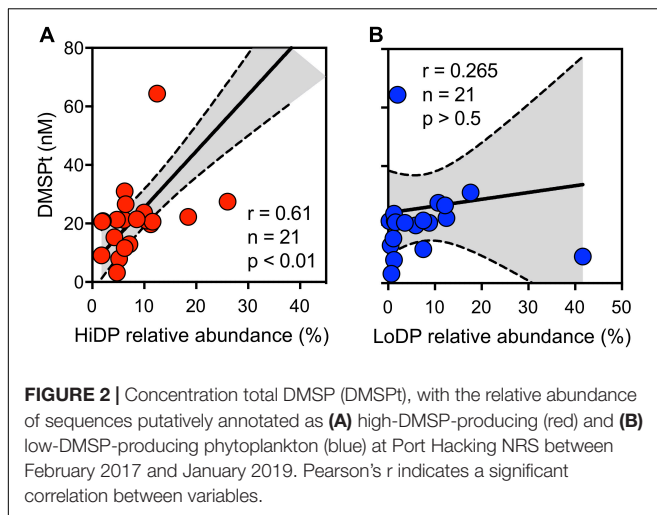 A
B
80
60
40
20
0
DMSPt (nM)
r = 0.61
n = 21
p < 0.01
r = 0.265
n = 21
p > 0.5
0 10 20 30 40
0 10 20 30 40 50
HiDP relative abundance (%)
LoDP relative abundance (%)
FIGURE 2 | Concentration total DMSP (DMSPt), with the relative abundance
of sequences putatively annotated as (A) high-DMSP-producing (red) and (B)
low-DMSP-producing phytoplankton (blue) at Port Hacking NRS between
February 2017 and January 2019. Pearson's r indicates a significant
correlation between variables.